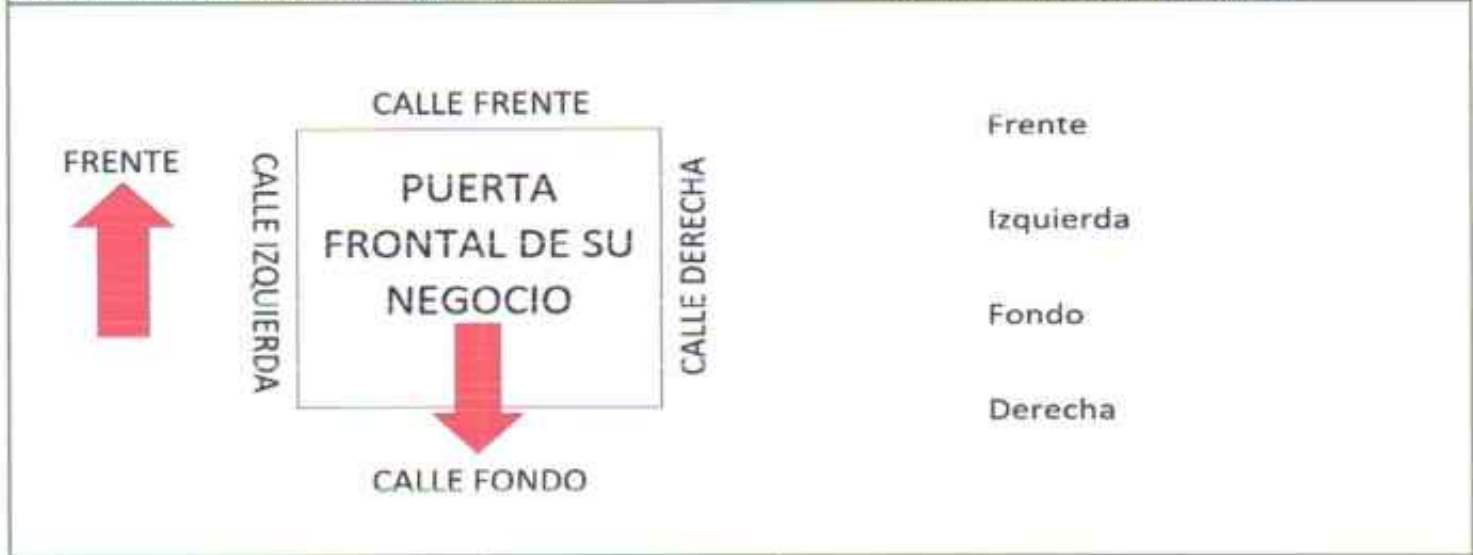 CALLE FRENTE
FRENTE
CALLE IZQUIERDA
PUERTA
FRONTAL DE SU
NEGOCIO
CALLE DERECHA
CALLE FONDO
Frente
Izquierda
Fondo
Derecha